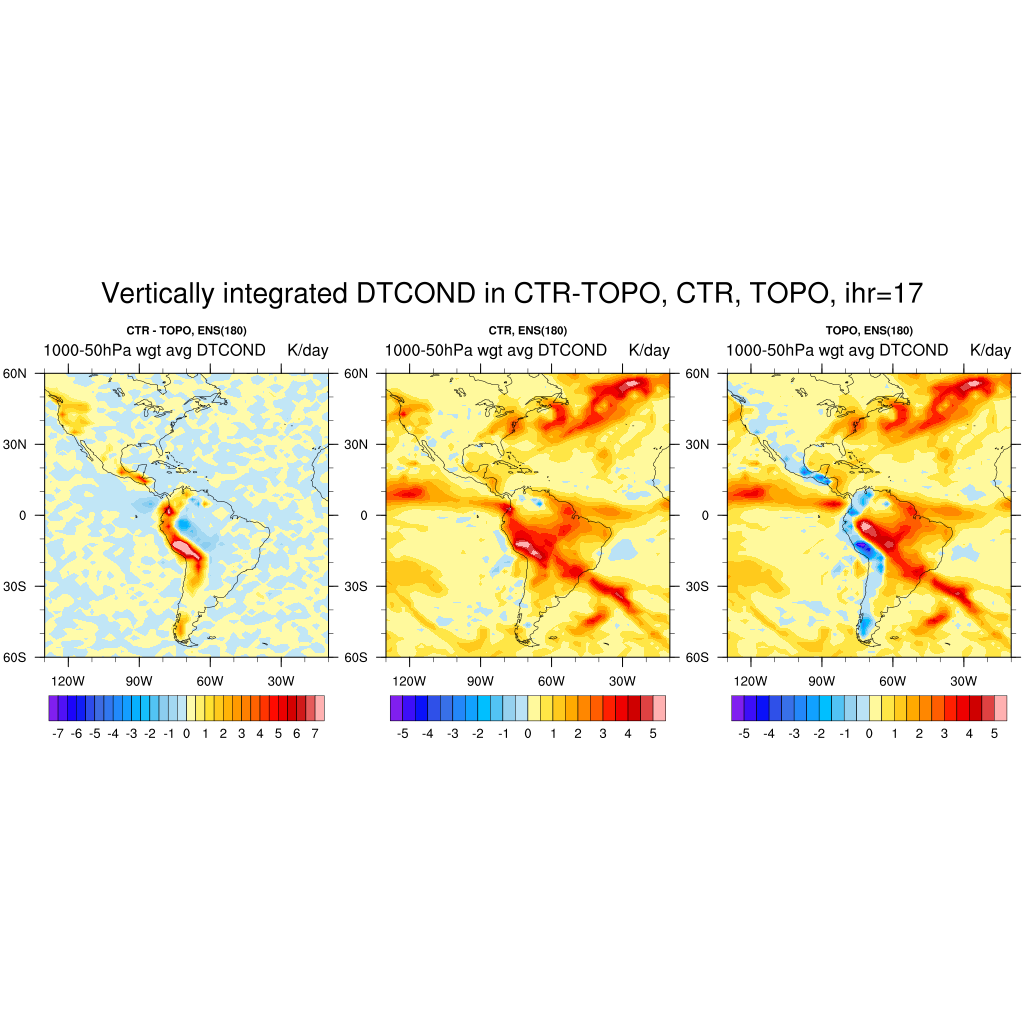 Vertically integrated DTCOND in CTR-TOPO, CTR, TOPO, ihr=17
CTR - TOPO, ENS(180)
1000-50hPa wgt avg DTCOND K/day
60N
30N
0
30S
60S
120W 90W 60W 30W
-7 -6 -5 -4 -3 -2 -1 0 1 2 3 4 5 6 7
CTR, ENS(180)
1000-50hPa wgt avg DTCOND K/day
60N
30N
0
30S
60S
120W 90W 60W 30W
-5 -4 -3 -2 -1 0 1 2 3 4 5
TOPO, ENS(180)
1000-50hPa wgt avg DTCOND K/day
60N
30N
0
30S
60S
120W 90W 60W 30W
-5 -4 -3 -2 -1 0 1 2 3 4 5